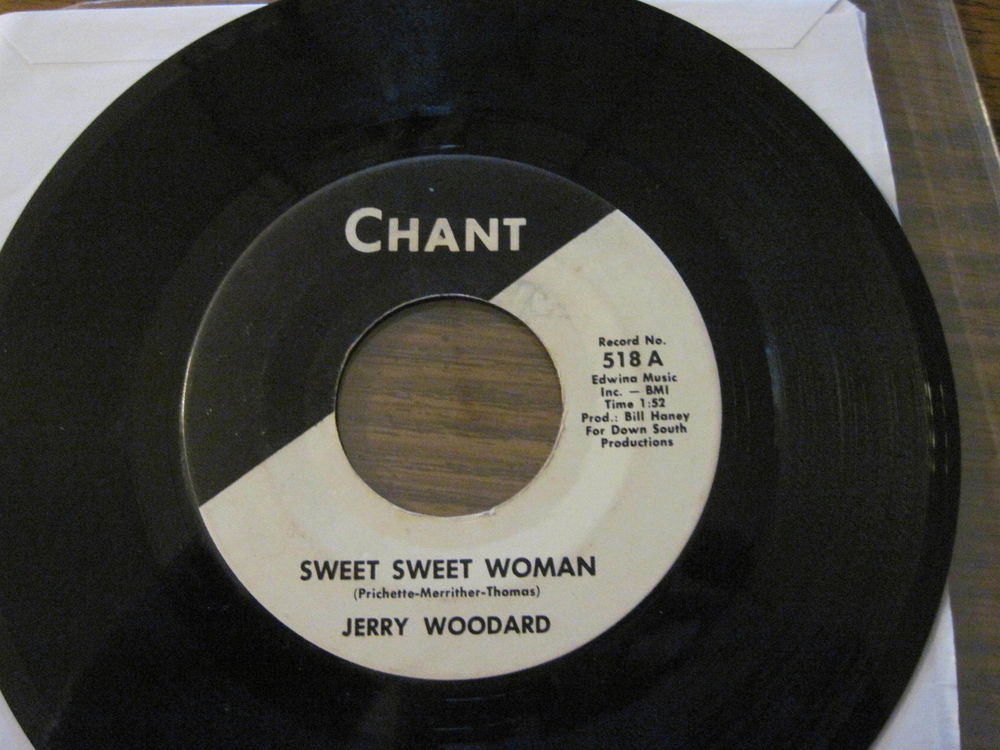 CHANT
Record No.
518 A
Edwina Music
Inc. — BMI
Time 1:52
Prod.: Bill Haney
For Down South
Productions
SWEET SWEET WOMAN
(Prichette-Merrither-Thomas)
JERRY WOODARD